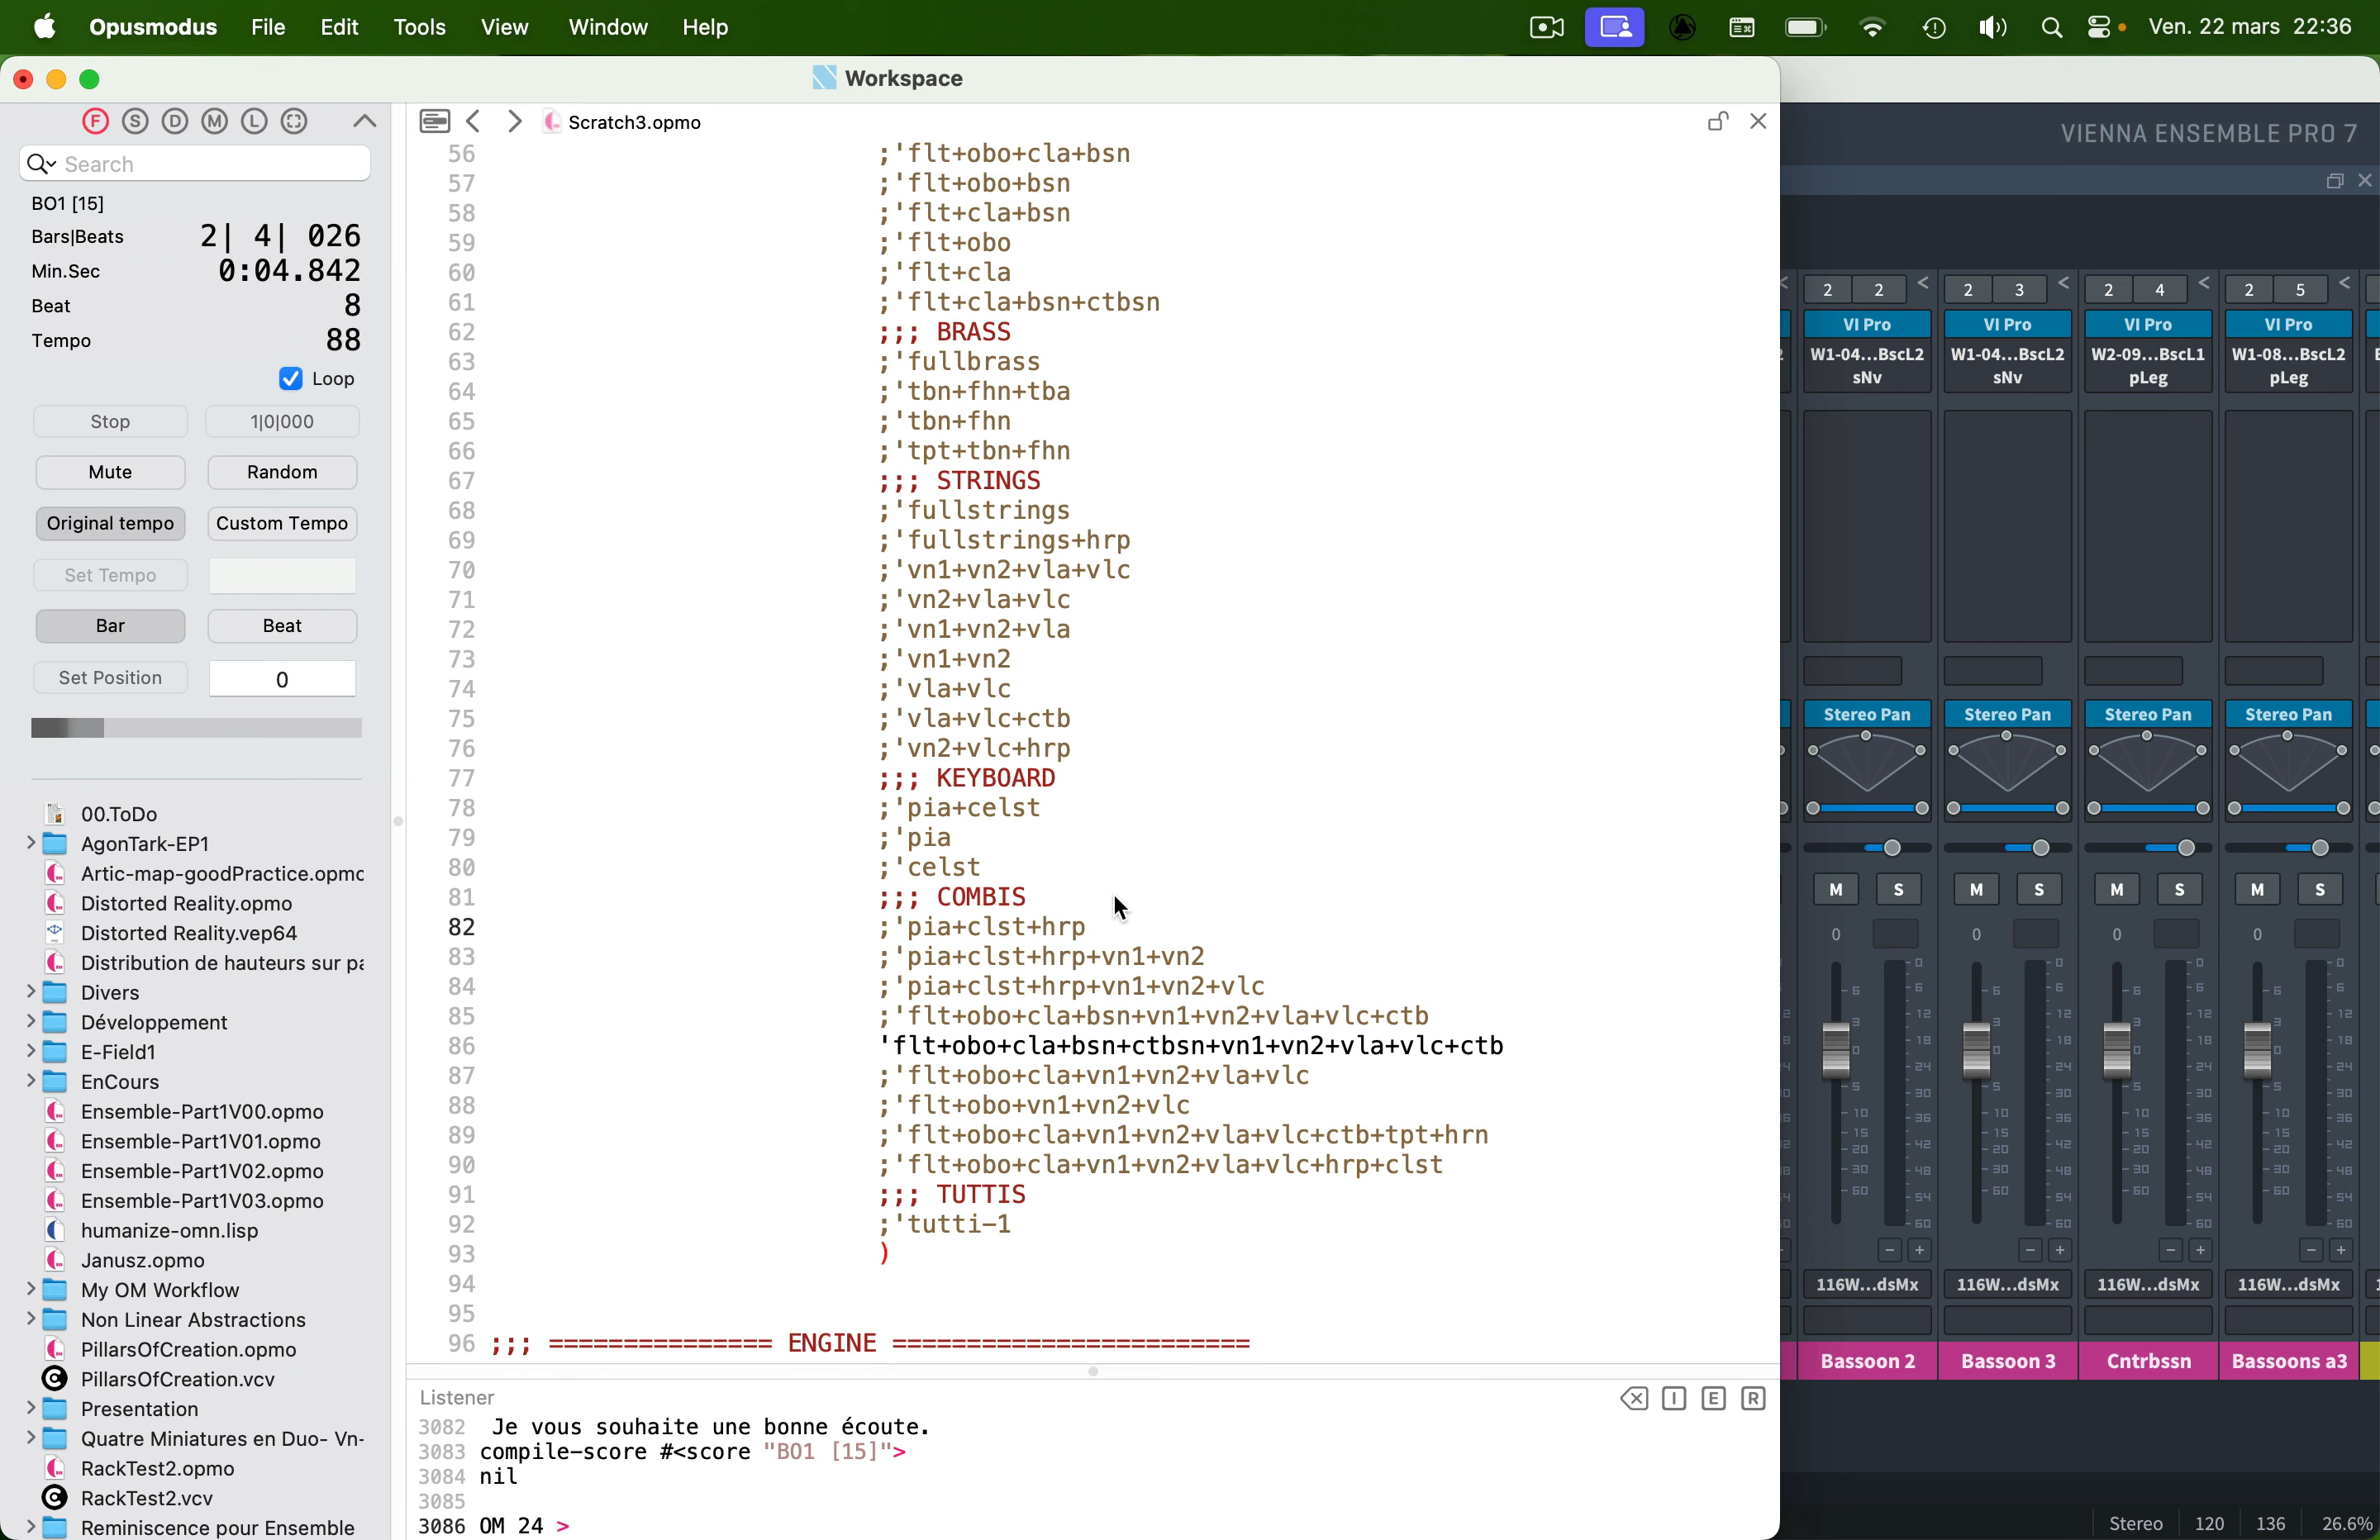 Opusmodus File Edit Tools View Window Help
Ven. 22 mars 22:36
Workspace
F S D M L
Search
BO1 [15]
Bars|Beats 2| 4| 026
Min.Sec 0:04.842
Beat 8
Tempo 88
Loop
Stop 1|0|000
Mute Random
Original tempo Custom Tempo
Set Tempo
Bar Beat
Set Position 0
00.ToDo
AgonTark-EP1
Artic-map-goodPractice.opmo
Distorted Reality.opmo
Distorted Reality.vep64
Distribution de hauteurs sur pa
Divers
Développement
E-Field1
EnCours
Ensemble-Part1V00.opmo
Ensemble-Part1V01.opmo
Ensemble-Part1V02.opmo
Ensemble-Part1V03.opmo
humanize-omn.lisp
Janusz.opmo
My OM Workflow
Non Linear Abstractions
PillarsOfCreation.opmo
PillarsOfCreation.vcv
Presentation
Quatre Miniatures en Duo- Vn-
RackTest2.opmo
RackTest2.vcv
Reminiscence pour Ensemble
Scratch3.opmo
56 ;'flt+obo+cla+bsn
57 ;'flt+obo+bsn
58 ;'flt+cla+bsn
59 ;'flt+obo
60 ;'flt+cla
61 ;'flt+cla+bsn+ctbsn
62 ;;; BRASS
63 ;'fullbrass
64 ;'tbn+fhn+tba
65 ;'tbn+fhn
66 ;'tpt+tbn+fhn
67 ;;; STRINGS
68 ;'fullstrings
69 ;'fullstrings+hrp
70 ;'vn1+vn2+vla+vlc
71 ;'vn2+vla+vlc
72 ;'vn1+vn2+vla
73 ;'vn1+vn2
74 ;'vla+vlc
75 ;'vla+vlc+ctb
76 ;'vn2+vlc+hrp
77 ;;; KEYBOARD
78 ;'pia+celst
79 ;'pia
80 ;'celst
81 ;;; COMBIS
82 ;'pia+clst+hrp
83 ;'pia+clst+hrp+vn1+vn2
84 ;'pia+clst+hrp+vn1+vn2+vlc
85 ;'flt+obo+cla+bsn+vn1+vn2+vla+vlc+ctb
86 'flt+obo+cla+bsn+ctbsn+vn1+vn2+vla+vlc+ctb
87 ;'flt+obo+cla+vn1+vn2+vla+vlc
88 ;'flt+obo+vn1+vn2+vlc
89 ;'flt+obo+cla+vn1+vn2+vla+vlc+ctb+tpt+hrn
90 ;'flt+obo+cla+vn1+vn2+vla+vlc+hrp+clst
91 ;;; TUTTIS
92 ;'tutti-1
93 )
94
95
96 ;;; =============== ENGINE ========================
Listener
I E R
3082 Je vous souhaite une bonne écoute.
3083 compile-score #<score "BO1 [15]">
3084 nil
3085
3086 OM 24 >
VIENNA ENSEMBLE PRO 7
2 2 < 2 3 < 2 4 < 2 5 <
VI Pro VI Pro VI Pro VI Pro
W1-04...BscL2 W1-04...BscL2 W2-09...BscL1 W1-08...BscL2
sNv sNv pLeg pLeg
Stereo Pan Stereo Pan Stereo Pan Stereo Pan
M S M S M S M S
0 0 0 0
116W...dsMx 116W...dsMx 116W...dsMx 116W...dsMx
Bassoon 2 Bassoon 3 Cntrbssn Bassoons a3
Stereo 120 136 26.6%